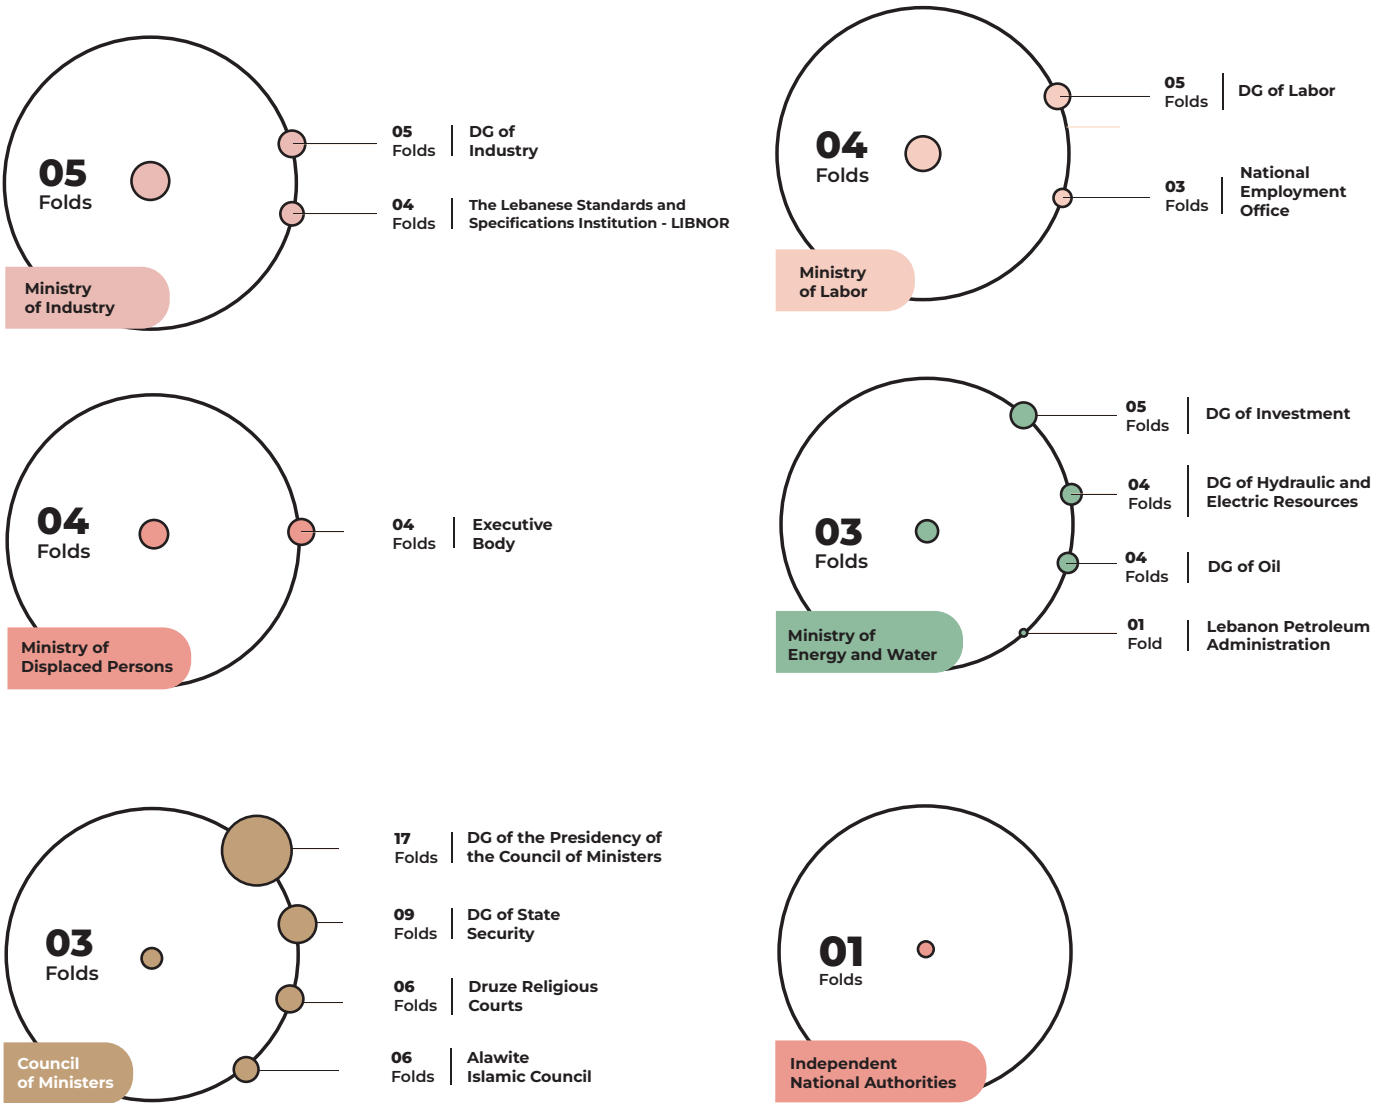 05
Folds
05
Folds
DG of
Industry
04
Folds
The Lebanese Standards and
Specifications Institution - LIBNOR
Ministry
of Industry
04
Folds
05
Folds
DG of Labor
03
Folds
National
Employment
Office
Ministry
of Labor
04
Folds
04
Folds
Executive
Body
Ministry of
Displaced Persons
03
Folds
05
Folds
DG of Investment
04
Folds
DG of Hydraulic and
Electric Resources
04
Folds
DG of Oil
01
Fold
Lebanon Petroleum
Administration
Ministry of
Energy and Water
03
Folds
17
Folds
DG of the Presidency of
the Council of Ministers
09
Folds
DG of State
Security
06
Folds
Druze Religious
Courts
06
Folds
Alawite
Islamic Council
Council
of Ministers
01
Folds
Independent
National Authorities